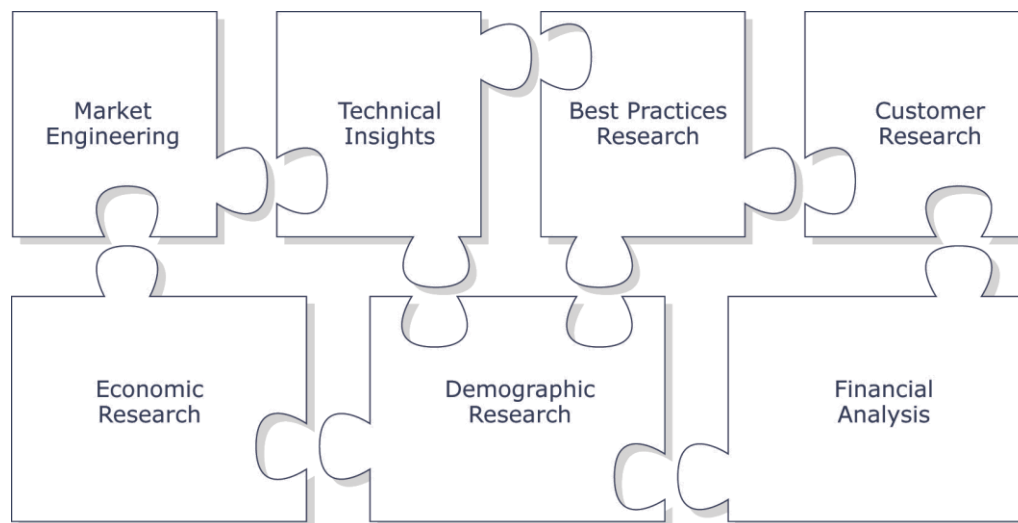 Market
Engineering
Technical
Insights
Best Practices
Research
Customer
Research
Economic
Research
Demographic
Research
Financial
Analysis